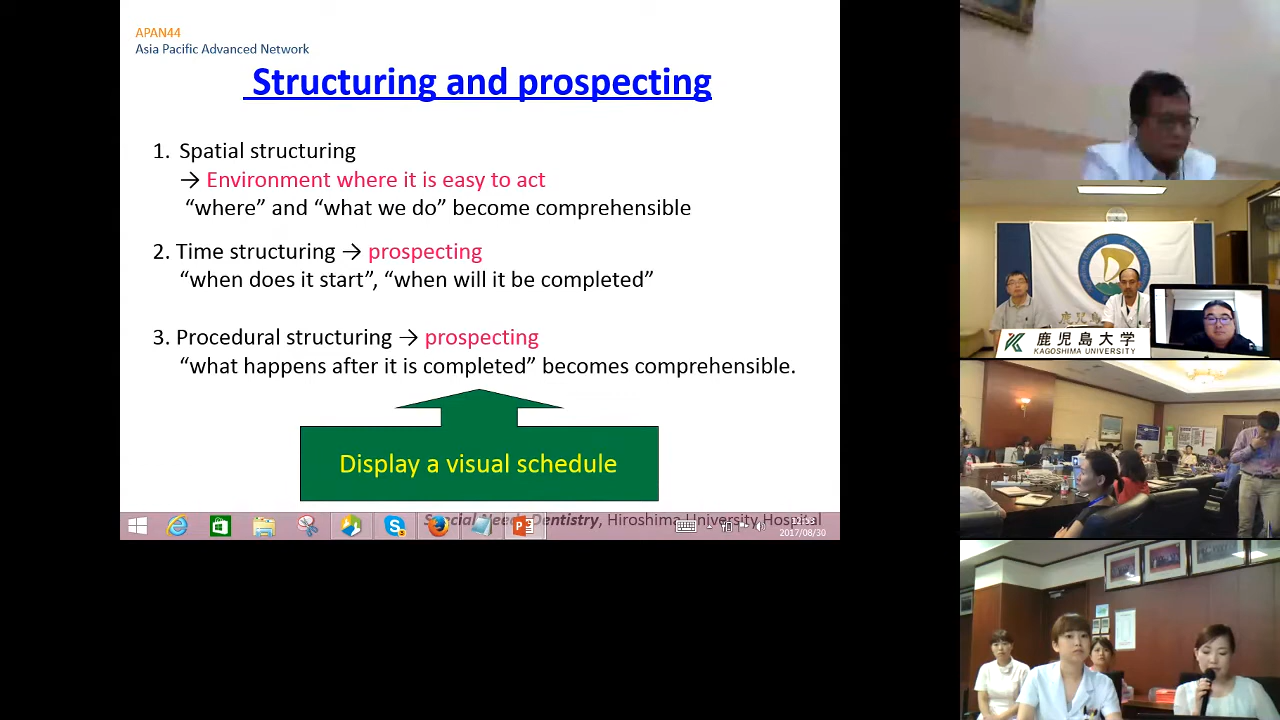 APAN44
Asia Pacific Advanced Network
Structuring and prospecting
1. Spatial structuring
→ Environment where it is easy to act
“where” and “what we do” become comprehensible
2. Time structuring → prospecting
“when does it start”, “when will it be completed”
3. Procedural structuring → prospecting
“what happens after it is completed” becomes comprehensible.
Display a visual schedule
Special Needs Dentistry, Hiroshima University Hospital
2017/08/30
鹿児島大学
KAGOSHIMA UNIVERSITY